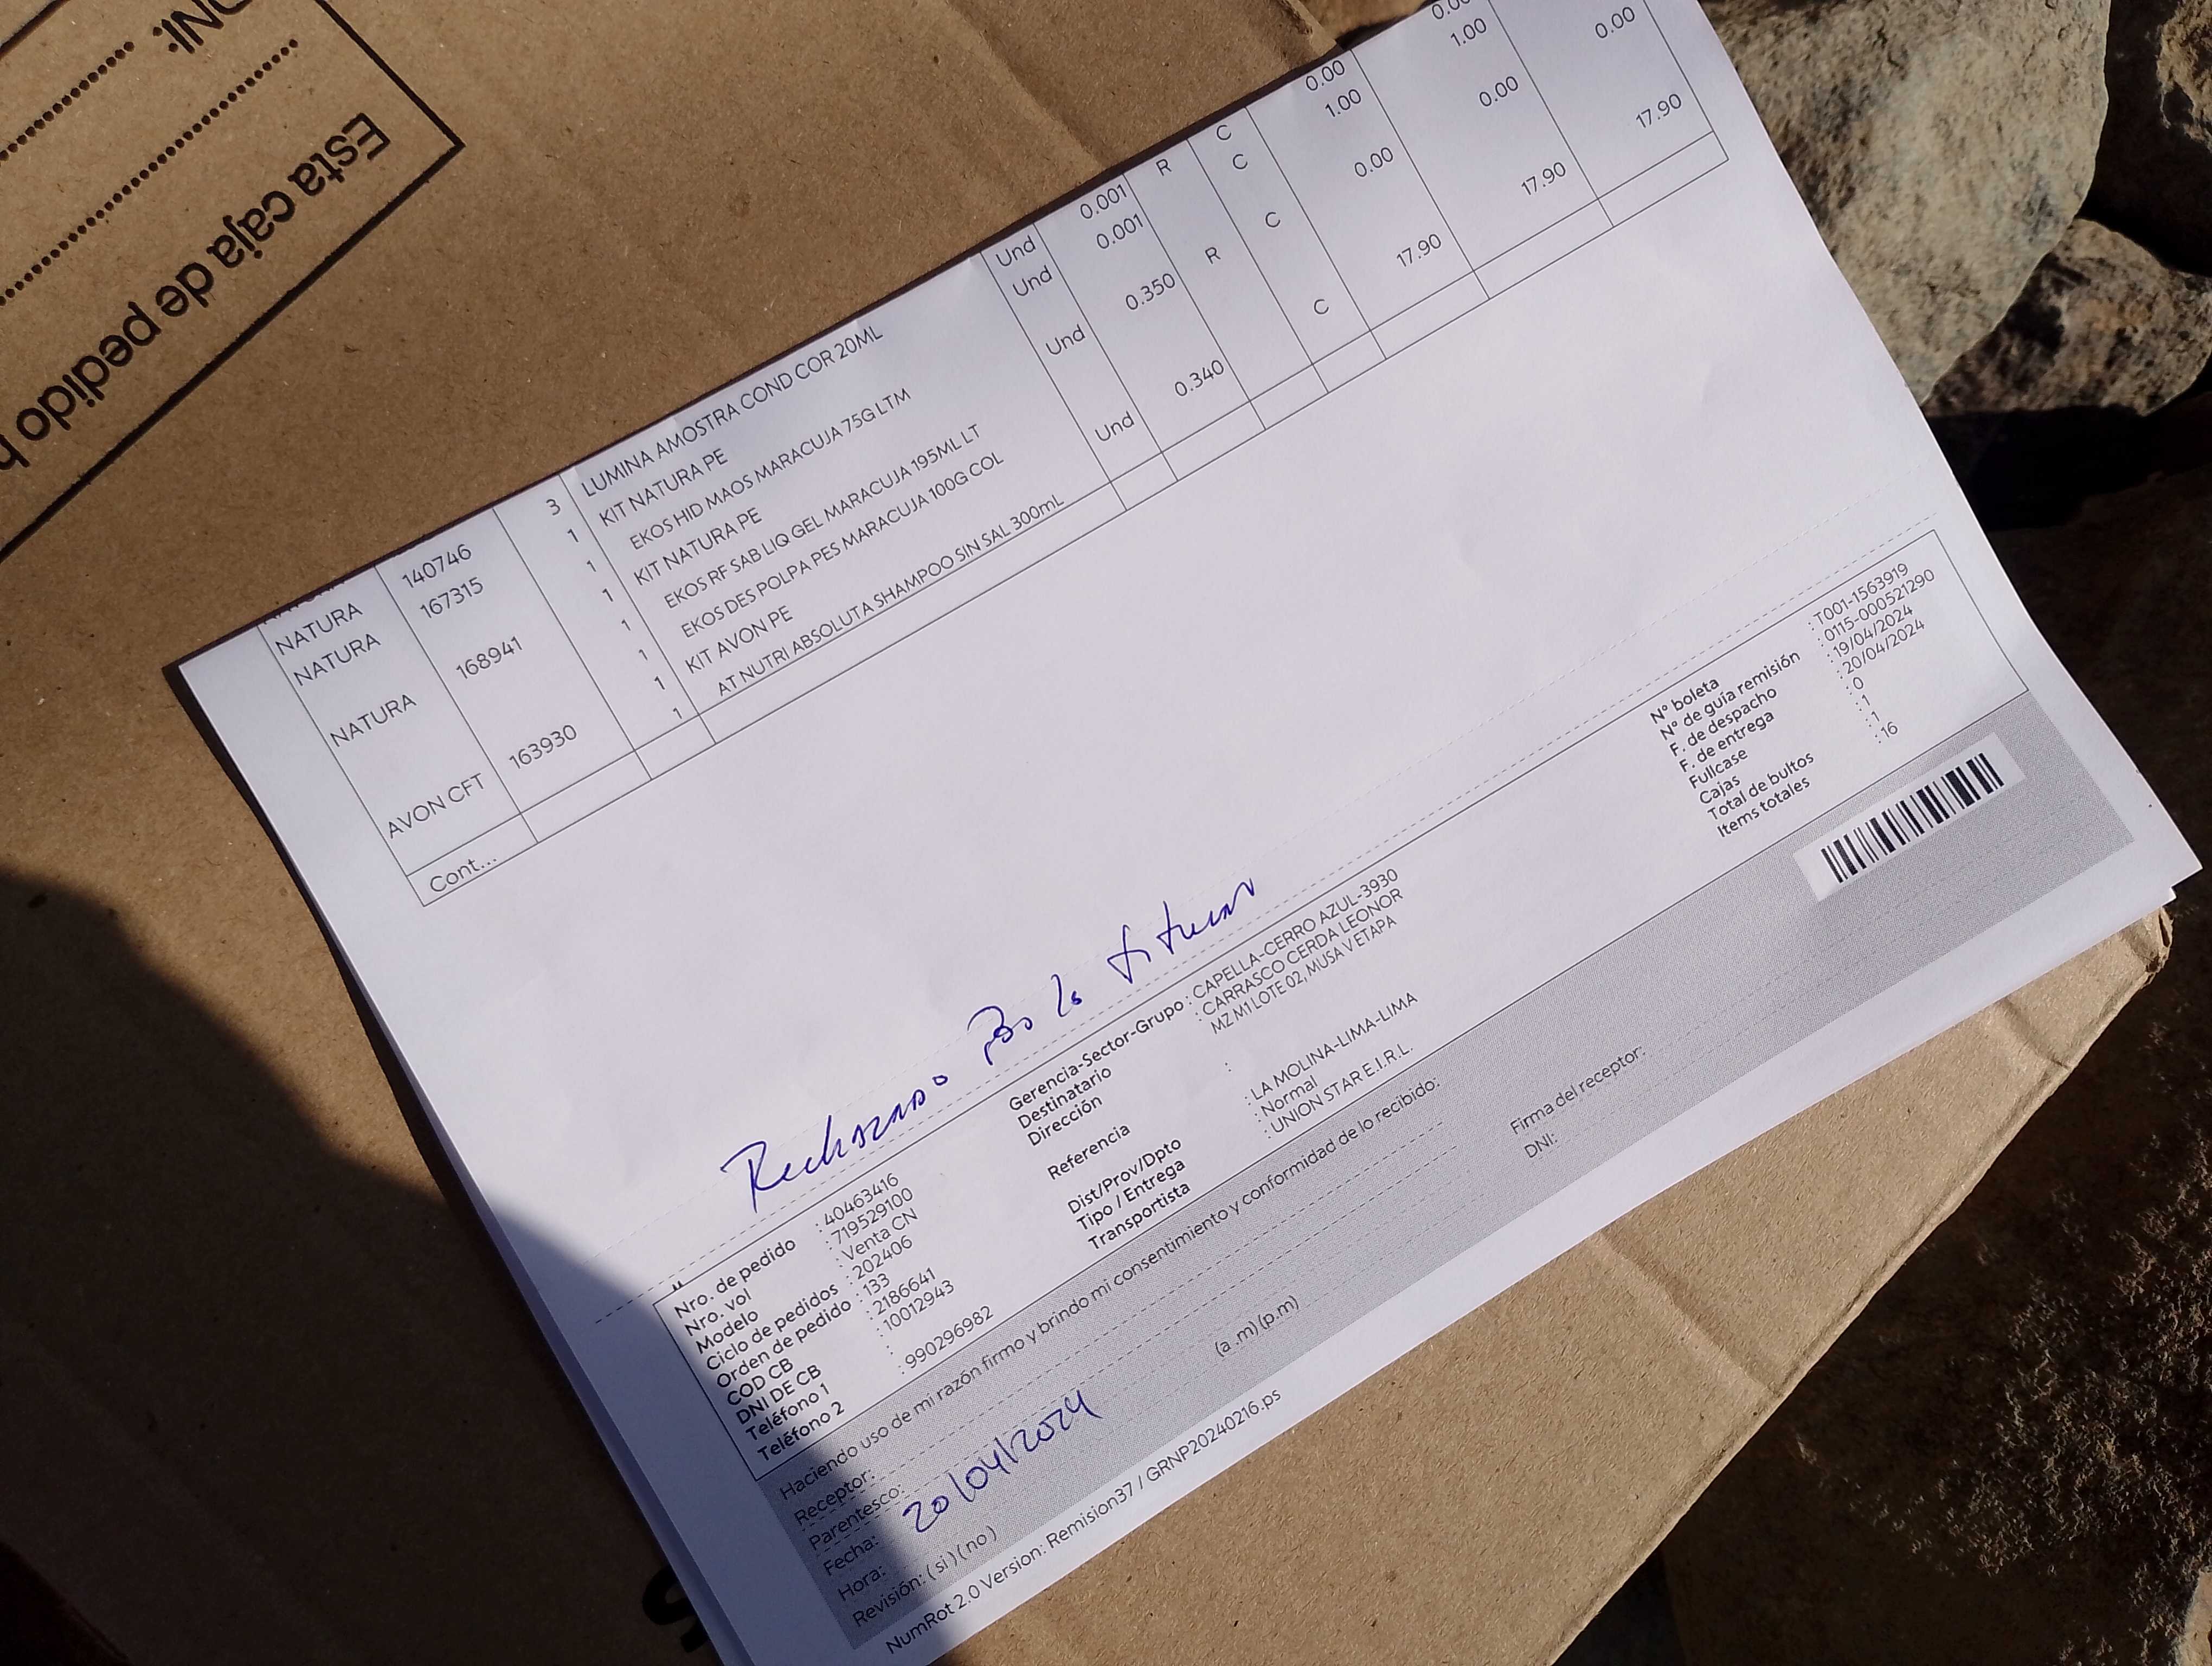 DNI:
Esta caja de pedido
0.00 0.00
NATURA 140746 3 LUMINA AMOSTRA COND COR 20ML Und 0.001 R C 0.00 0.00
NATURA 167315 1 KIT NATURA PE Und 0.001 C 1.00 1.00 0.00
1 EKOS HID MAOS MARACUJA 75G LTM
NATURA 168941 1 KIT NATURA PE Und 0.350 R C 0.00 0.00
1 EKOS RF SAB LIQ GEL MARACUJA 195ML LT
1 EKOS DES POLPA PES MARACUJA 100G COL
AVON CFT 163930 1 KIT AVON PE Und 0.340 C 17.90 17.90 17.90
1 AT NUTRI ABSOLUTA SHAMPOO SIN SAL 300mL
Cont...
Rechazado por la titular
Nro. de pedido : 40463416
Nro. vol : 719529100
Modelo : Venta CN
Ciclo de pedidos : 202406
Orden de pedido : 133
COD CB : 2186641
DNI DE CB : 10012943
Teléfono 1 :
Teléfono 2 : 990296982
Gerencia-Sector-Grupo : CAPELLA-CERRO AZUL-3930
Destinatario : CARRASCO CERDA LEONOR
Dirección MZ M1 LOTE 02, MUSA V ETAPA
Referencia :
Dist/Prov/Dpto : LA MOLINA-LIMA-LIMA
Tipo / Entrega : Normal
Transportista : UNION STAR E.I.R.L.
N° boleta : T001-1563919
N° de guía remisión : 0115-000521290
F. de despacho : 19/04/2024
F. de entrega : 20/04/2024
Fullcase : 0
Cajas : 1
Total de bultos : 1
Items totales : 16
Haciendo uso de mi razón firmo y brindo mi consentimiento y conformidad de lo recibido:
Receptor:
Parentesco:
Fecha: 20/04/2024
Hora: (a .m) (p.m)
Revisión: ( si ) ( no )
Firma del receptor:
DNI:
NumRot 2.0 Version: Remision37 / GRNP20240216.ps